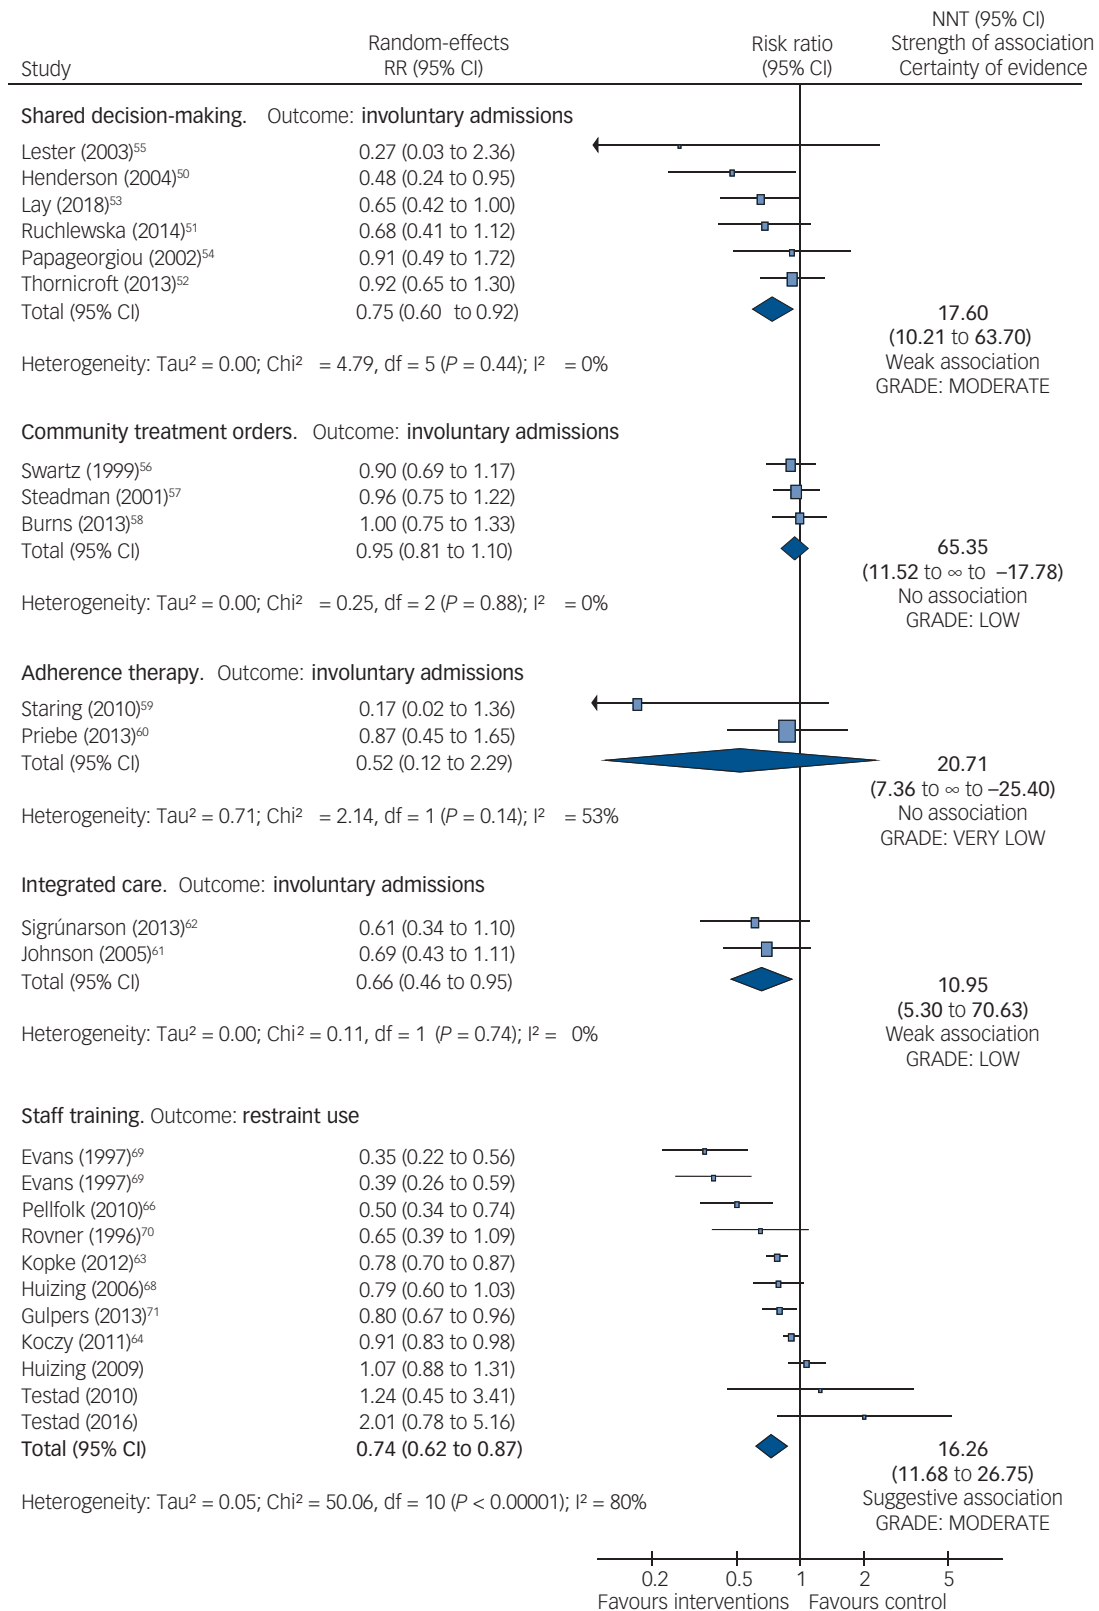 NNT (95% CI)
Random-effects Risk ratio Strength of association
Study RR (95% CI) (95% CI) Certainty of evidence
Shared decision-making. Outcome: involuntary admissions
Lester (2003)⁵⁵ 0.27 (0.03 to 2.36)
Henderson (2004)⁵⁰ 0.48 (0.24 to 0.95)
Lay (2018)⁵³ 0.65 (0.42 to 1.00)
Ruchlewska (2014)⁵¹ 0.68 (0.41 to 1.12)
Papageorgiou (2002)⁵⁴ 0.91 (0.49 to 1.72)
Thornicroft (2013)⁵² 0.92 (0.65 to 1.30)
Total (95% CI) 0.75 (0.60 to 0.92) 17.60
(10.21 to 63.70)
Heterogeneity: Tau² = 0.00; Chi² = 4.79, df = 5 (P = 0.44); I² = 0% Weak association
GRADE: MODERATE
Community treatment orders. Outcome: involuntary admissions
Swartz (1999)⁵⁶ 0.90 (0.69 to 1.17)
Steadman (2001)⁵⁷ 0.96 (0.75 to 1.22)
Burns (2013)⁵⁸ 1.00 (0.75 to 1.33)
Total (95% CI) 0.95 (0.81 to 1.10) 65.35
(11.52 to ∞ to −17.78)
Heterogeneity: Tau² = 0.00; Chi² = 0.25, df = 2 (P = 0.88); I² = 0% No association
GRADE: LOW
Adherence therapy. Outcome: involuntary admissions
Staring (2010)⁵⁹ 0.17 (0.02 to 1.36)
Priebe (2013)⁶⁰ 0.87 (0.45 to 1.65)
Total (95% CI) 0.52 (0.12 to 2.29) 20.71
(7.36 to ∞ to −25.40)
Heterogeneity: Tau² = 0.71; Chi² = 2.14, df = 1 (P = 0.14); I² = 53% No association
GRADE: VERY LOW
Integrated care. Outcome: involuntary admissions
Sigrúnarson (2013)⁶² 0.61 (0.34 to 1.10)
Johnson (2005)⁶¹ 0.69 (0.43 to 1.11)
Total (95% CI) 0.66 (0.46 to 0.95) 10.95
(5.30 to 70.63)
Heterogeneity: Tau² = 0.00; Chi² = 0.11, df = 1 (P = 0.74); I² = 0% Weak association
GRADE: LOW
Staff training. Outcome: restraint use
Evans (1997)⁶⁹ 0.35 (0.22 to 0.56)
Evans (1997)⁶⁹ 0.39 (0.26 to 0.59)
Pellfolk (2010)⁶⁶ 0.50 (0.34 to 0.74)
Rovner (1996)⁷⁰ 0.65 (0.39 to 1.09)
Kopke (2012)⁶³ 0.78 (0.70 to 0.87)
Huizing (2006)⁶⁸ 0.79 (0.60 to 1.03)
Gulpers (2013)⁷¹ 0.80 (0.67 to 0.96)
Koczy (2011)⁶⁴ 0.91 (0.83 to 0.98)
Huizing (2009) 1.07 (0.88 to 1.31)
Testad (2010) 1.24 (0.45 to 3.41)
Testad (2016) 2.01 (0.78 to 5.16)
Total (95% CI) 0.74 (0.62 to 0.87) 16.26
(11.68 to 26.75)
Heterogeneity: Tau² = 0.05; Chi² = 50.06, df = 10 (P < 0.00001); I² = 80% Suggestive association
GRADE: MODERATE
0.2 0.5 1 2 5
Favours interventions Favours control